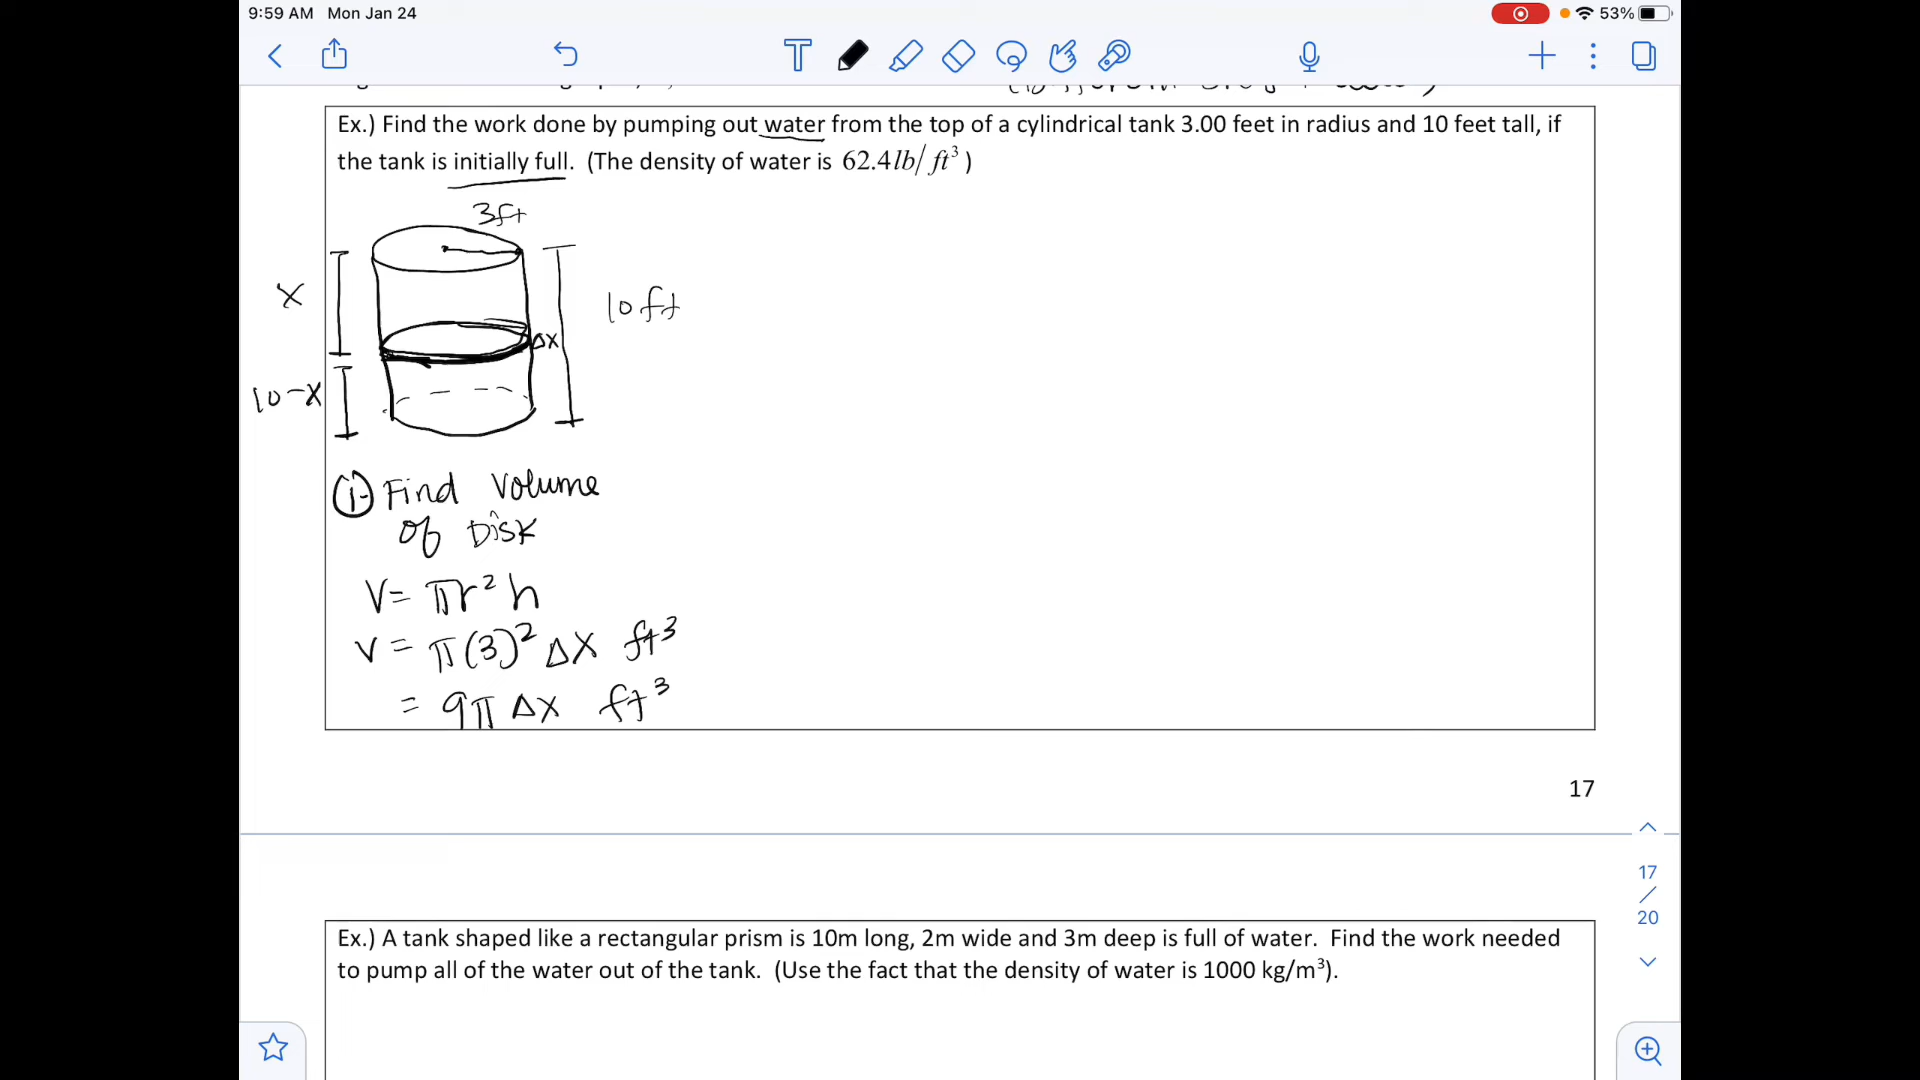 9:59 AM Mon Jan 24
53%
T
Ex.) Find the work done by pumping out water from the top of a cylindrical tank 3.00 feet in radius and 10 feet tall, if
the tank is initially full. (The density of water is 62.4lb/ft³)
3ft
X
10ft
ΔX
10-X
① Find Volume
of Disk
V= πr²h
V = π(3)² ΔX ft³
= 9π ΔX ft³
17
17
/
20
Ex.) A tank shaped like a rectangular prism is 10m long, 2m wide and 3m deep is full of water. Find the work needed
to pump all of the water out of the tank. (Use the fact that the density of water is 1000 kg/m³).